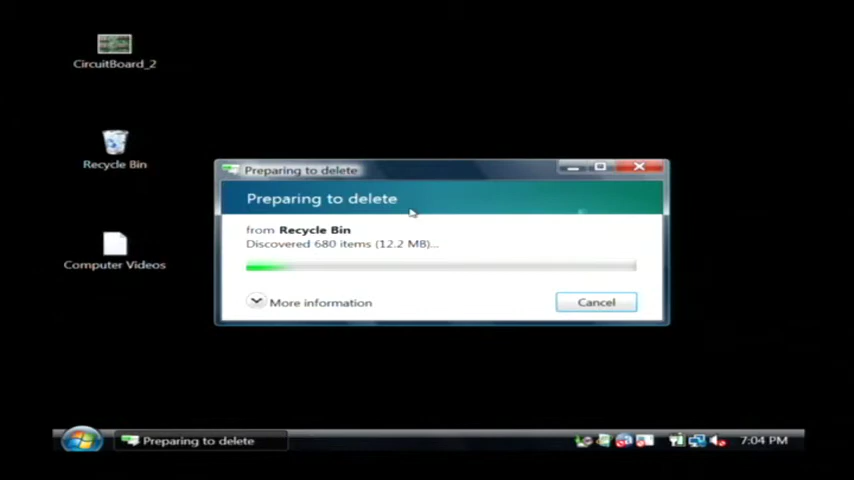 CircuitBoard_2
Recycle Bin
Computer Videos
Preparing to delete
Preparing to delete
from Recycle Bin
Discovered 680 items (12.2 MB)...
More information
Cancel
Preparing to delete
7:04 PM